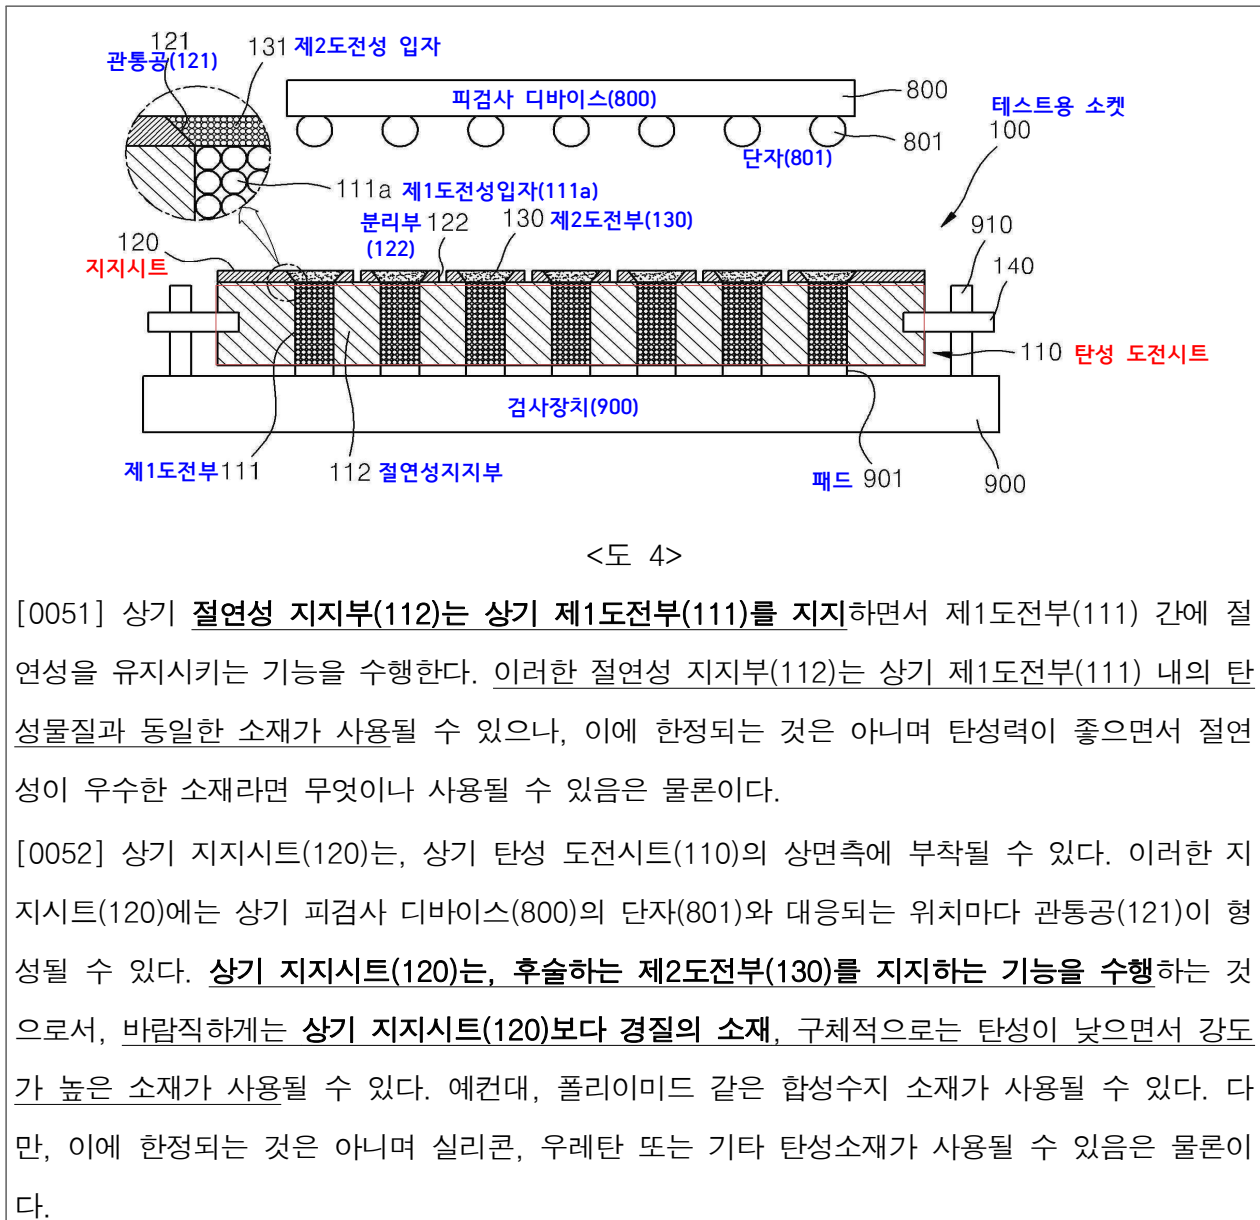 121
관통공(121)
131 제2도전성 입자
피검사 디바이스(800)
800
테스트용 소켓
100
801
단자(801)
111a 제1도전성입자(111a)
분리부 122
(122)
130 제2도전부(130)
910
120
지지시트
140
110 탄성 도전시트
검사장치(900)
제1도전부 111
112 절연성지지부
패드 901
900
<도 4>
[0051] 상기 절연성 지지부(112)는 상기 제1도전부(111)를 지지하면서 제1도전부(111) 간에 절
연성을 유지시키는 기능을 수행한다. 이러한 절연성 지지부(112)는 상기 제1도전부(111) 내의 탄
성물질과 동일한 소재가 사용될 수 있으나, 이에 한정되는 것은 아니며 탄성력이 좋으면서 절연
성이 우수한 소재라면 무엇이나 사용될 수 있음은 물론이다.
[0052] 상기 지지시트(120)는, 상기 탄성 도전시트(110)의 상면측에 부착될 수 있다. 이러한 지
지시트(120)에는 상기 피검사 디바이스(800)의 단자(801)와 대응되는 위치마다 관통공(121)이 형
성될 수 있다. 상기 지지시트(120)는, 후술하는 제2도전부(130)를 지지하는 기능을 수행하는 것
으로서, 바람직하게는 상기 지지시트(120)보다 경질의 소재, 구체적으로는 탄성이 낮으면서 강도
가 높은 소재가 사용될 수 있다. 예컨대, 폴리이미드 같은 합성수지 소재가 사용될 수 있다. 다
만, 이에 한정되는 것은 아니며 실리콘, 우레탄 또는 기타 탄성소재가 사용될 수 있음은 물론이
다.